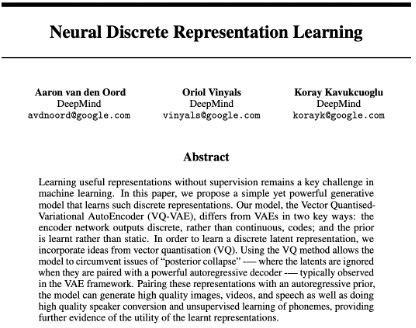 Neural Discrete Representation Learning
Aaron van den Oord
DeepMind
avdnoord@google.com
Oriol Vinyals
DeepMind
vinyals@google.com
Koray Kavukcuoglu
DeepMind
korayk@google.com
Abstract
Learning useful representations without supervision remains a key challenge in
machine learning. In this paper, we propose a simple yet powerful generative
model that learns such discrete representations. Our model, the Vector Quantised-
Variational AutoEncoder (VQ-VAE), differs from VAEs in two key ways: the
encoder network outputs discrete, rather than continuous, codes; and the prior
is learnt rather than static. In order to learn a discrete latent representation, we
incorporate ideas from vector quantisation (VQ). Using the VQ method allows the
model to circumvent issues of “posterior collapse” -— where the latents are ignored
when they are paired with a powerful autoregressive decoder -— typically observed
in the VAE framework. Pairing these representations with an autoregressive prior,
the model can generate high quality images, videos, and speech as well as doing
high quality speaker conversion and unsupervised learning of phonemes, providing
further evidence of the utility of the learnt representations.